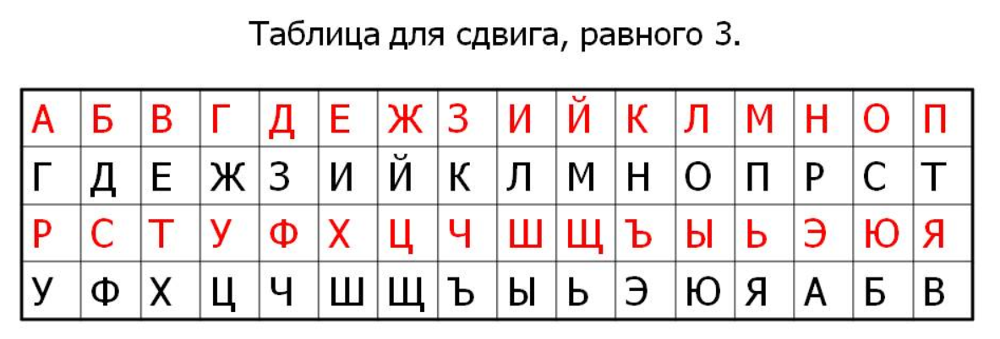 Таблица для сдвига, равного 3.
А Б В Г Д Е Ж З И Й К Л М Н О П
Г Д Е Ж З И Й К Л М Н О П Р С Т
Р С Т У Ф Х Ц Ч Ш Щ Ъ Ы Ь Э Ю Я
У Ф Х Ц Ч Ш Щ Ъ Ы Ь Э Ю Я А Б В